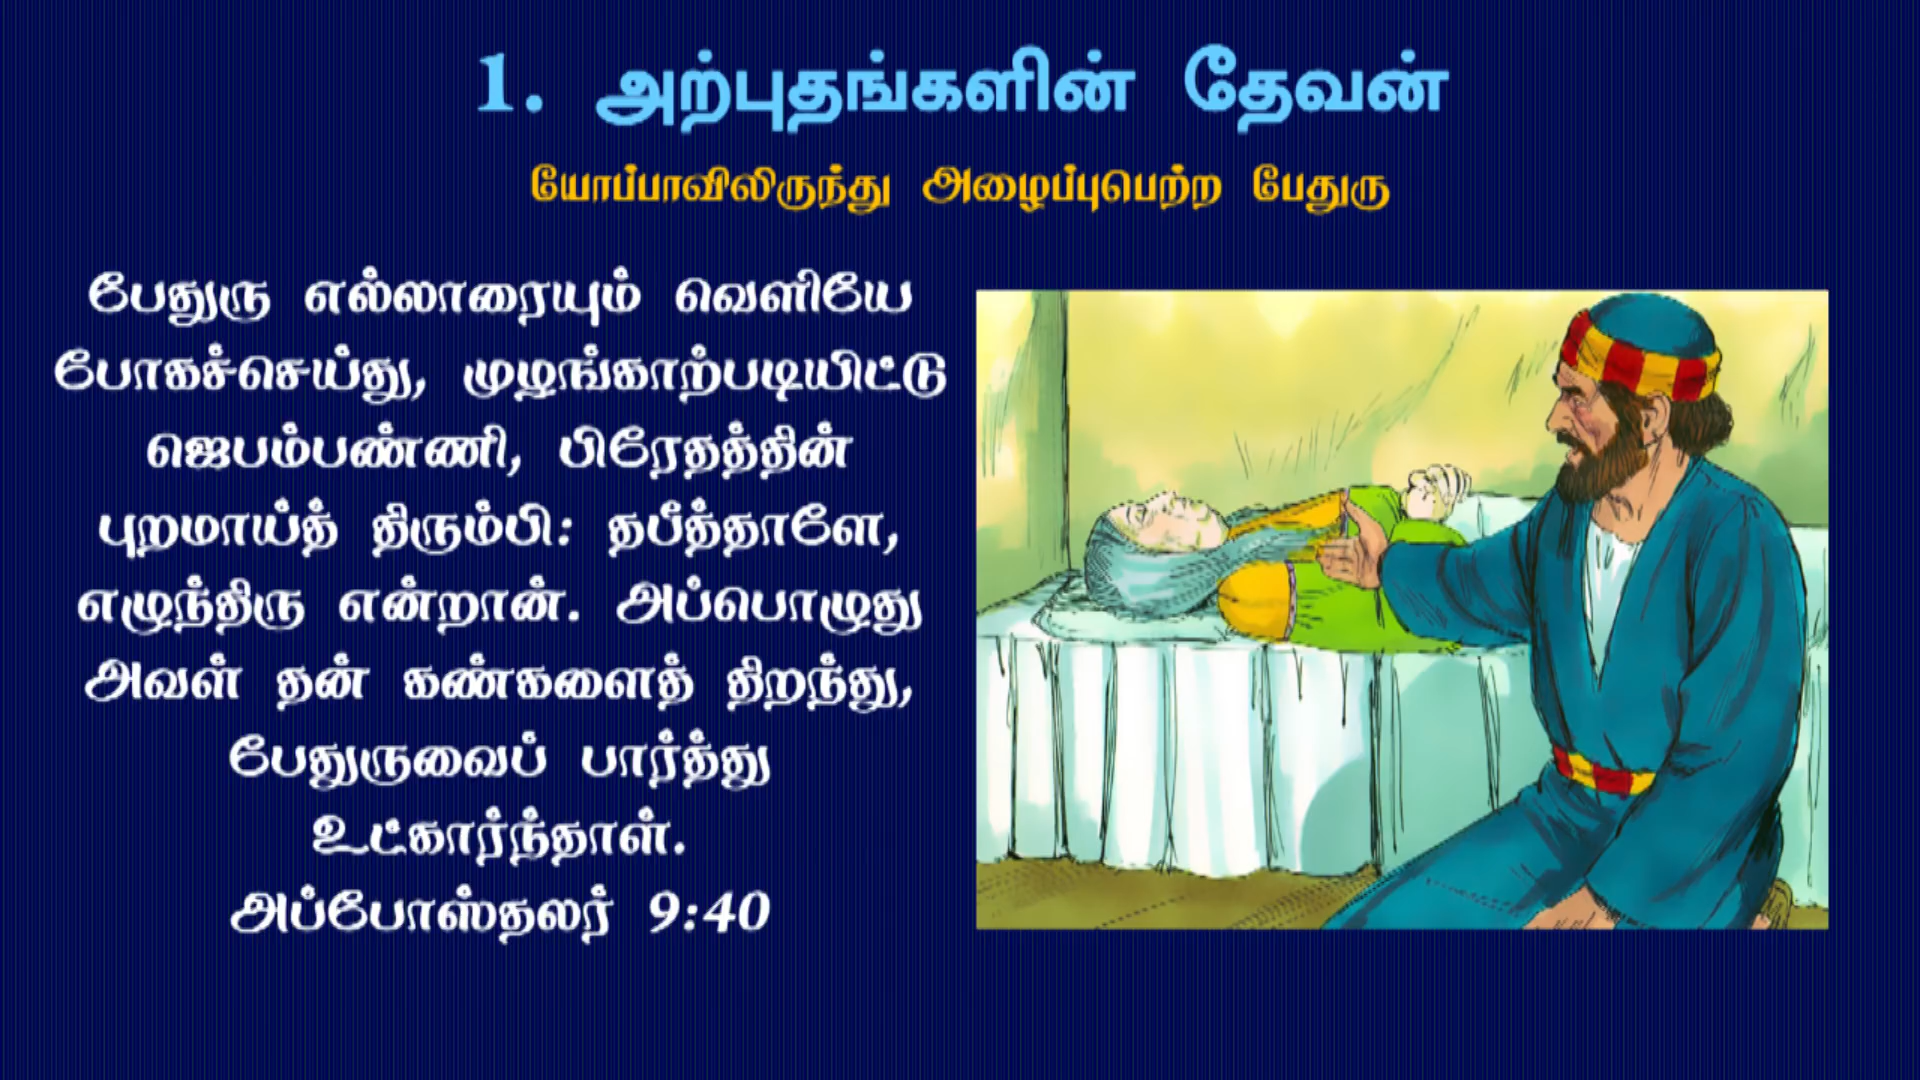 1. அற்புதங்களின் தேவன்
யோப்பாவிலிருந்து அழைப்புபெற்ற பேதுரு
பேதுரு எல்லாரையும் வெளியே
போகச்செய்து, முழங்காற்படியிட்டு
ஜெபம்பண்ணி, பிரேதத்தின்
புறமாய்த் திரும்பி: தபீத்தாளே,
எழுந்திரு என்றான். அப்பொழுது
அவள் தன் கண்களைத் திறந்து,
பேதுருவைப் பார்த்து
உட்கார்ந்தாள்.
அப்போஸ்தலர் 9:40